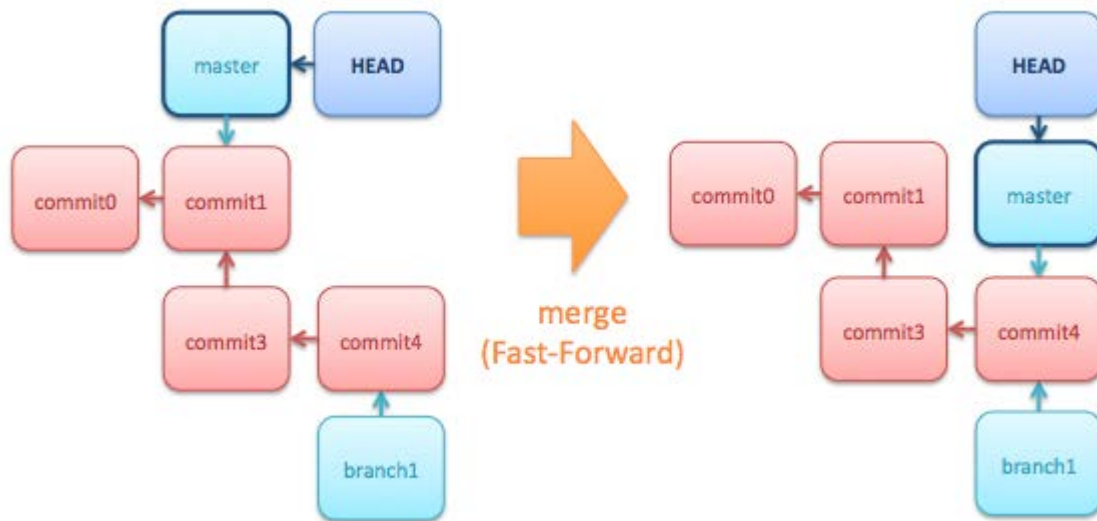 master
HEAD
commit0
commit1
commit3
commit4
branch1
merge
(Fast-Forward)
HEAD
commit0
commit1
master
commit3
commit4
branch1